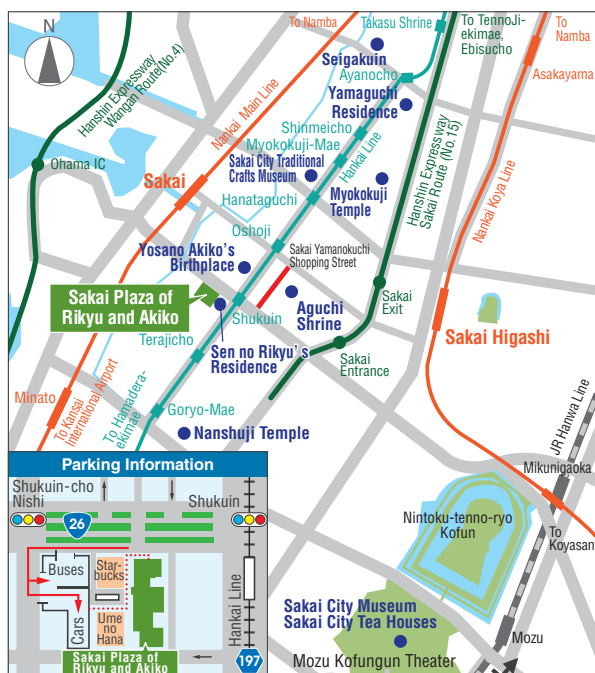 N
To Namba
Takasu Shrine
To TennoJi-
ekimae,
Ebisucho
To
Namba
Seigakuin
Ayanocho
Asakayama
Hanshin Expressway
Wangan Route(No.4)
Nankai Main Line
Yamaguchi
Residence
Shinmeicho
Myokokuji-Mae
Hankai Line
Hanshin Expressway
Sakai Route (No.15)
Nankai Koya Line
Ohama IC
Sakai
Sakai City Traditional
Crafts Museum
Myokokuji
Temple
Hanataguchi
Oshoji
Sakai Yamanokuchi
Shopping Street
Yosano Akiko's
Birthplace
Sakai Plaza of
Rikyu and Akiko
Aguchi
Shrine
Sakai
Exit
Shukuin
Sakai Higashi
Terajicho
Sen no Rikyu' s
Residence
Sakai
Entrance
Minato
To Kansai
International Airport
To Hamadera-
ekimae
Goryo-Mae
JR Hanwa Line
Nanshuji Temple
Mikunigaoka
Parking Information
Shukuin-cho
Nishi
Shukuin
26
Nintoku-tenno-ryo
Kofun
To
Koyasan
Buses
Star-
bucks
Cars
Ume
no
Hana
Hankai Line
Sakai City Museum
Sakai City Tea Houses
Mozu
Sakai Plaza of
Rikyu and Akiko
197
Mozu Kofungun Theater